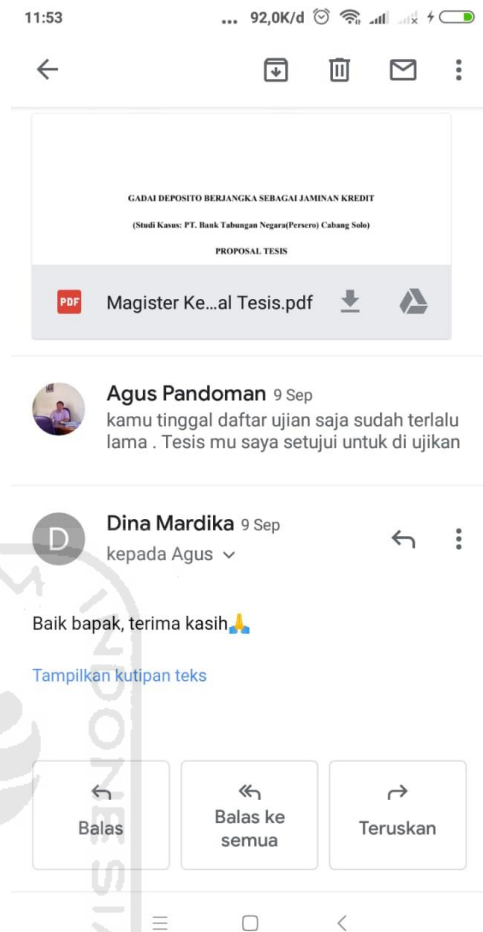 11:53
... 92,0K/d
GADAI DEPOSITO BERJANGKA SEBAGAI JAMINAN KREDIT
(Studi Kasus: PT. Bank Tabungan Negara(Persero) Cabang Solo)
PROPOSAL TESIS
PDF
Magister Ke...al Tesis.pdf
Agus Pandoman 9 Sep
kamu tinggal daftar ujian saja sudah terlalu
lama . Tesis mu saya setujui untuk di ujikan
D
Dina Mardika 9 Sep
kepada Agus
Baik bapak, terima kasih🙏
Tampilkan kutipan teks
INDONESIA
Balas
Balas ke
semua
Teruskan